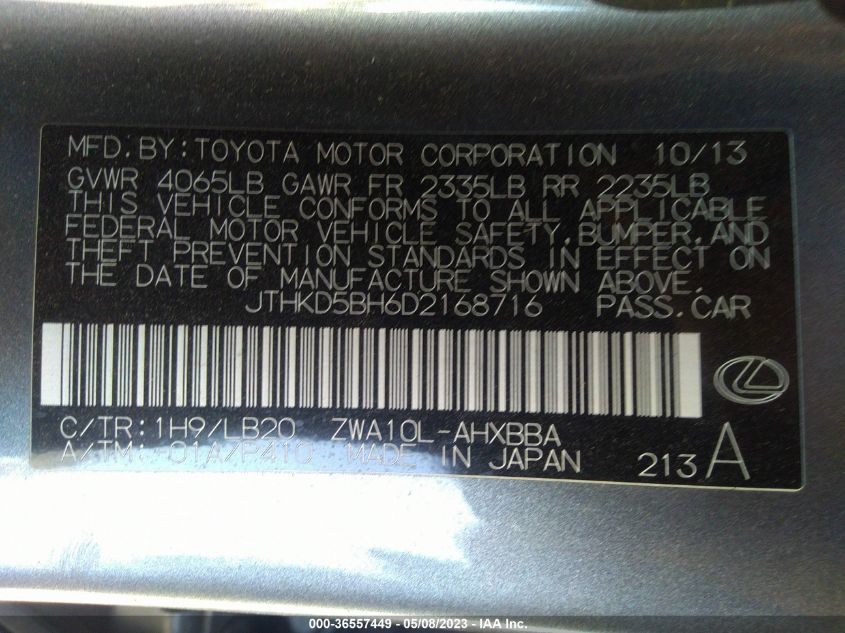 MFD. BY: TOYOTA MOTOR CORPORATION 10/13
GVWR 4065LB GAWR FR 2335LB RR 2235LB
THIS VEHICLE CONFORMS TO ALL APPLICABLE
FEDERAL MOTOR VEHICLE SAFETY, BUMPER, AND
THEFT PREVENTION STANDARDS IN EFFECT ON
THE DATE OF MANUFACTURE SHOWN ABOVE.
JTHKD5BH6D2168716 PASS. CAR
C/TR: 1H9/LB20 ZWA10L-AHXBBA
A/TM: -01A/P410 MADE IN JAPAN 213 A
000-36557449 - 05/08/2023 - IAA Inc.